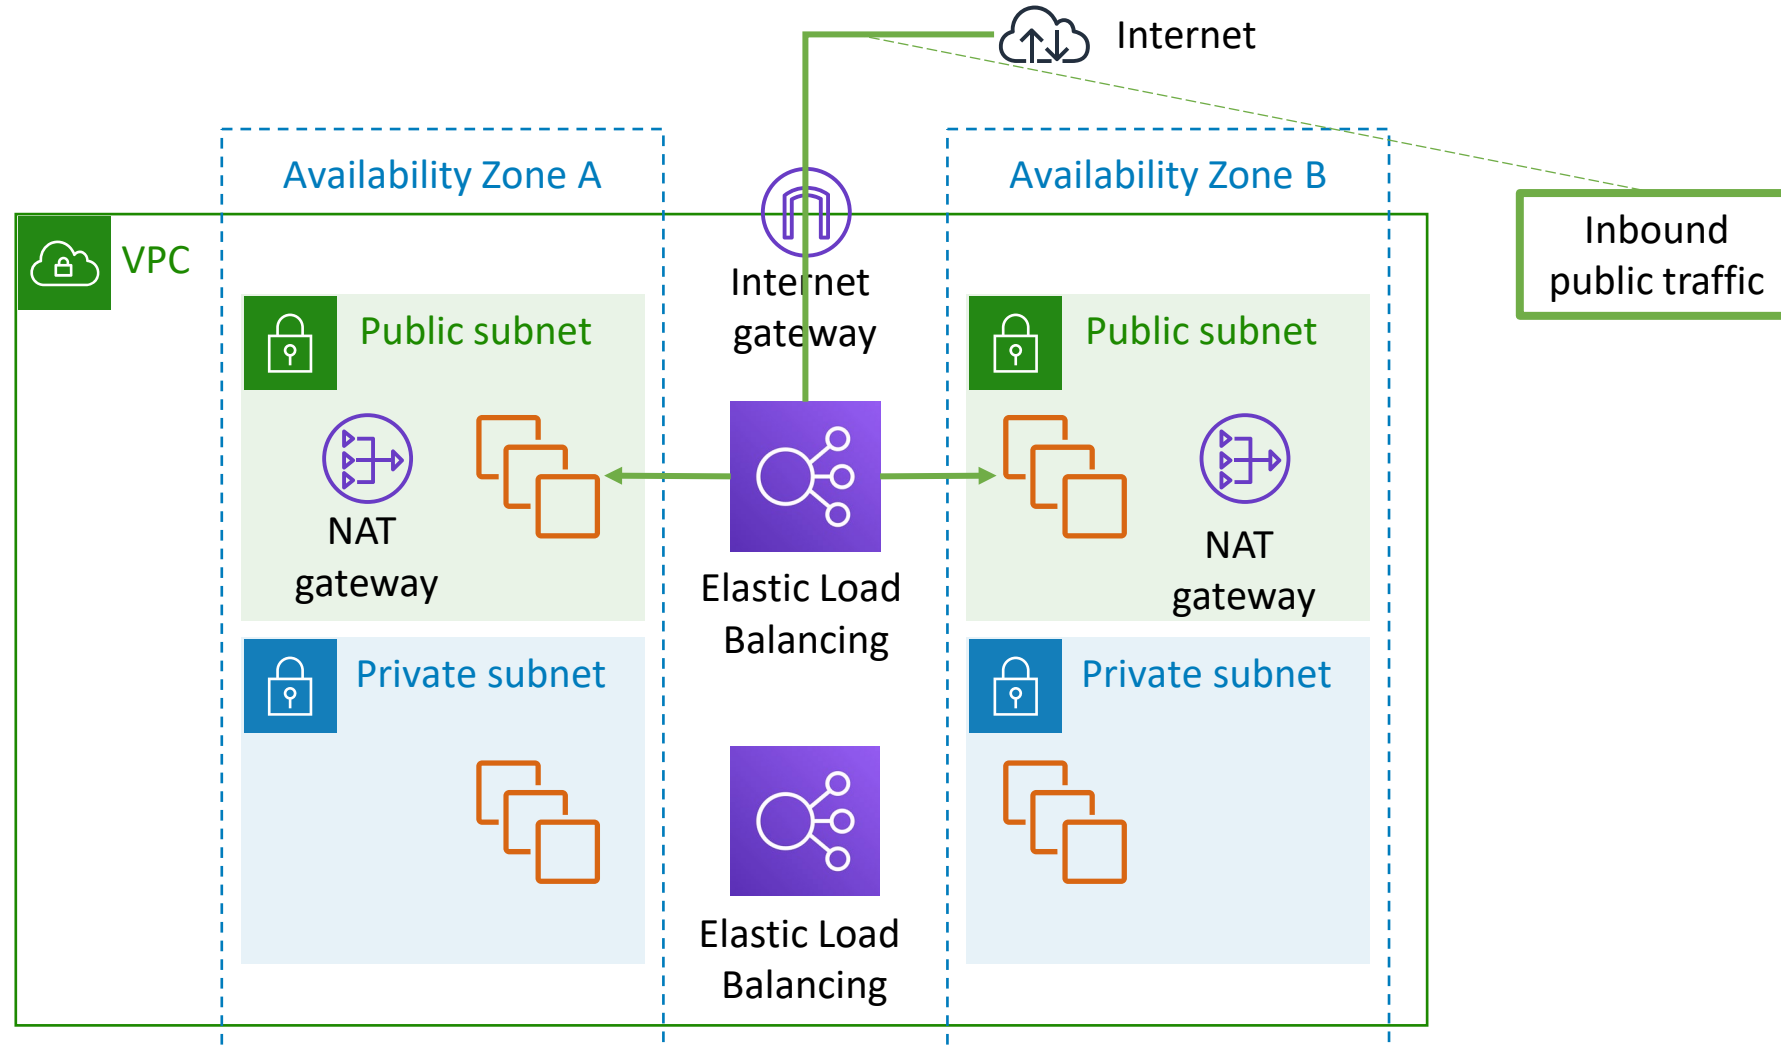 Internet
Availability Zone A
Availability Zone B
Inbound
public traffic
VPC
Internet
gateway
Public subnet
Public subnet
NAT
gateway
NAT
gateway
Elastic Load
Balancing
Private subnet
Private subnet
Elastic Load
Balancing